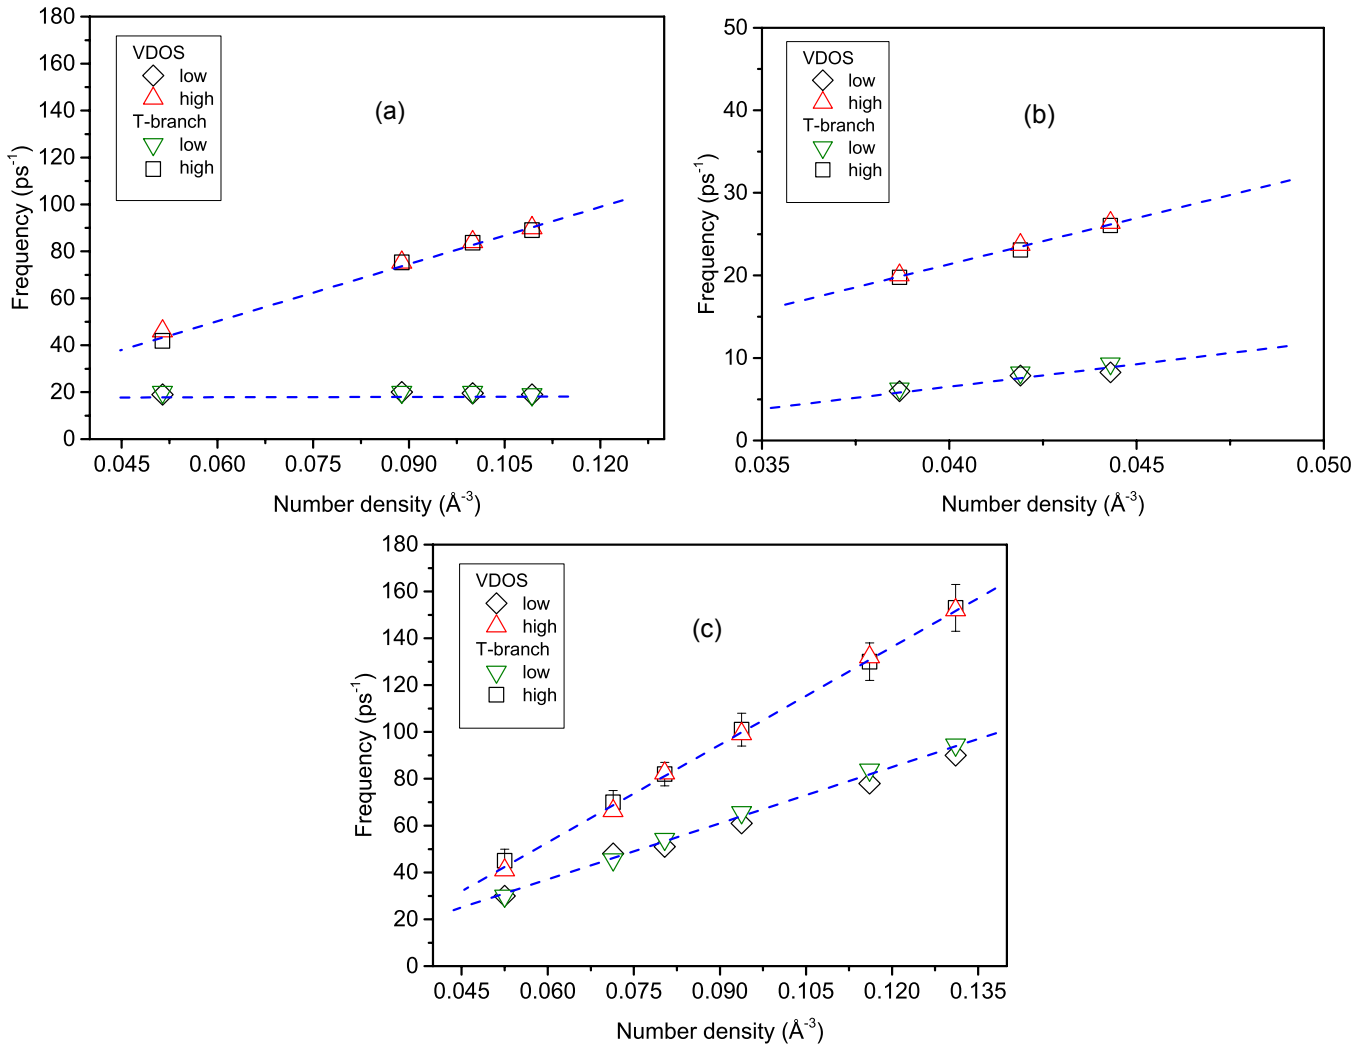 180
160
140
120
100
80
60
40
20
0
Frequency (ps⁻¹)
VDOS
low
high
T-branch
low
high
(a)
0.045 0.060 0.075 0.090 0.105 0.120
Number density (Å⁻³)
50
40
30
20
10
0
Frequency (ps⁻¹)
VDOS
low
high
T-branch
low
high
(b)
0.035 0.040 0.045 0.050
Number density (Å⁻³)
180
160
140
120
100
80
60
40
20
0
Frequency (ps⁻¹)
VDOS
low
high
T-branch
low
high
(c)
0.045 0.060 0.075 0.090 0.105 0.120 0.135
Number density (Å⁻³)